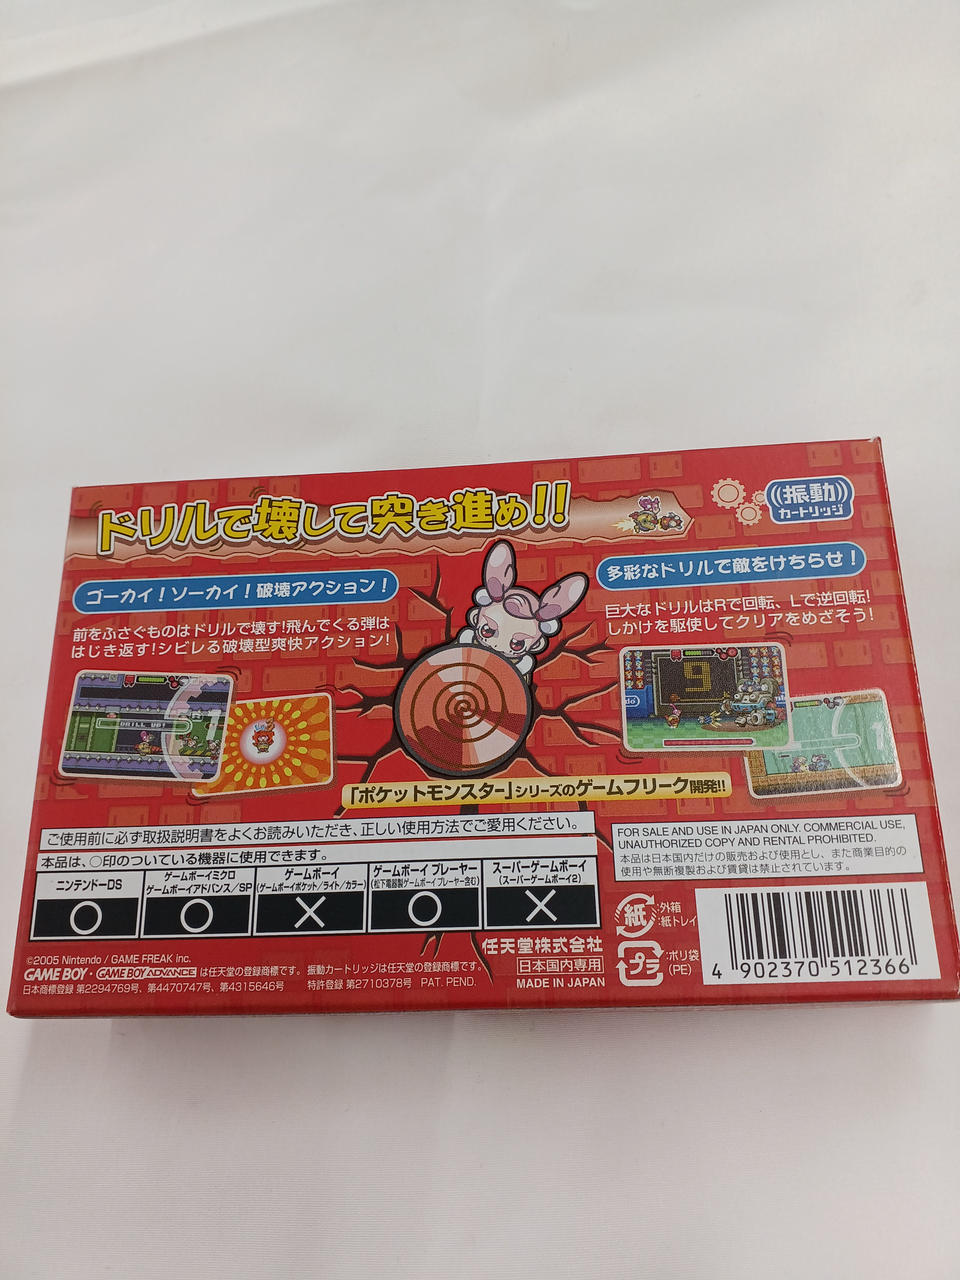 ドリルで壊して突き進め!!
振動
カートリッジ
ゴーカイ!ソーカイ!破壊アクション!
前をふさぐものはドリルで壊す!飛んでくる弾は
はじき返す!シビレる破壊型爽快アクション!
多彩なドリルで敵をけちらせ!
巨大なドリルはRで回転、Lで逆回転!
しかけを駆使してクリアをめざそう!
DRILL UP!
9
「ポケットモンスター」シリーズのゲームフリーク開発!!
ご使用前に必ず取扱説明書をよくお読みいただき、正しい使用方法でご愛用ください。
本品は、○印のついている機器に使用できます。
ニンテンドーDS
ゲームボーイミクロ
ゲームボーイアドバンス/SP
ゲームボーイ
(ゲームボーイポケット/ライト/カラー)
ゲームボーイ プレーヤー
(松下電器製ゲームボーイ プレーヤー含む)
スーパーゲームボーイ
(スーパーゲームボーイ2)
○ ○ × ○ ×
FOR SALE AND USE IN JAPAN ONLY. COMMERCIAL USE,
UNAUTHORIZED COPY AND RENTAL PROHIBITED.
本品は日本国内だけの販売および使用とし、また商業目的の
使用や無断複製および賃貸は禁止されています。
©2005 Nintendo / GAME FREAK inc.
GAME BOY・GAME BOY ADVANCE は任天堂の登録商標です。 振動カートリッジは任天堂の登録商標です。
日本商標登録 第2294769号、第4470747号、第4315646号 特許登録 第2710378号 PAT. PEND.
任天堂株式会社
日本国内専用
MADE IN JAPAN
紙
:外箱
:紙トレイ
プラ
:ポリ袋
(PE)
4 902370 512366